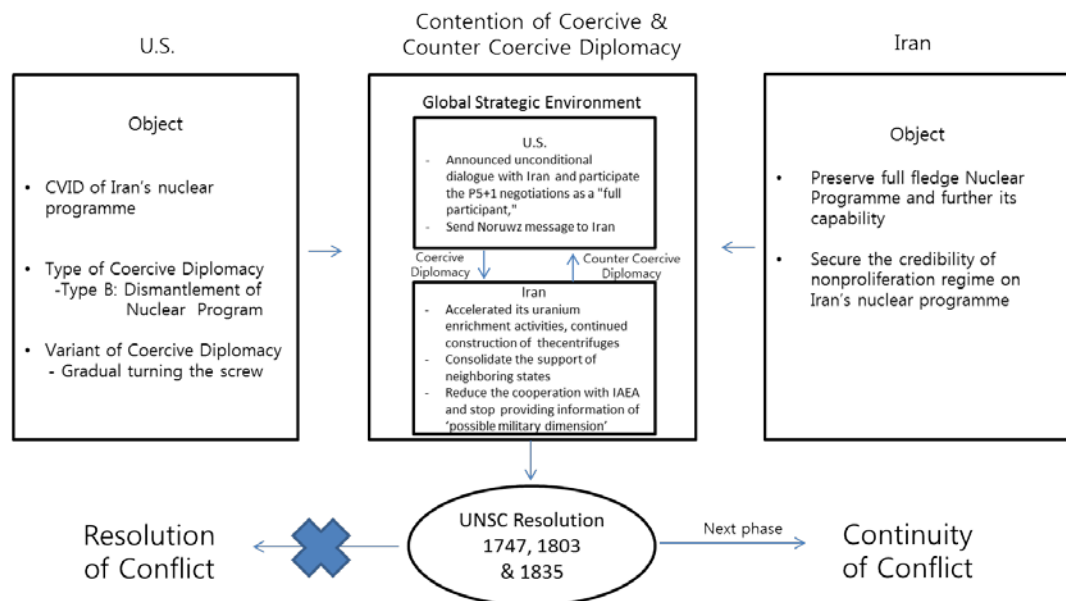 U.S.
Contention of Coercive &
Counter Coercive Diplomacy
Iran
Object
• CVID of Iran's nuclear
programme
• Type of Coercive Diplomacy
-Type B: Dismantlement of
Nuclear Program
• Variant of Coercive Diplomacy
- Gradual turning the screw
Global Strategic Environment
U.S.
- Announced unconditional
dialogue with Iran and participate
the P5+1 negotiations as a "full
participant,"
- Send Noruwz message to Iran
Coercive
Diplomacy
Counter Coercive
Diplomacy
Iran
- Accelerated its uranium
enrichment activities, continued
construction of thecentrifuges
- Consolidate the support of
neighboring states
- Reduce the cooperation with IAEA
and stop providing information of
'possible military dimension'
Object
• Preserve full fledge Nuclear
Programme and further its
capability
• Secure the credibility of
nonproliferation regime on
Iran's nuclear programme
Resolution
of Conflict
UNSC Resolution
1747, 1803
& 1835
Next phase
Continuity
of Conflict